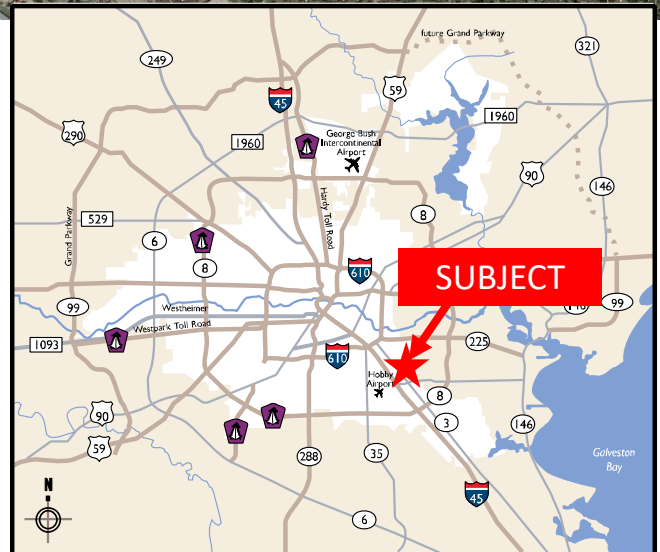 future Grand Parkway
321
249
59
45
290
1960
1960
George Bush
Intercontinental
Airport
90
146
Hardy Toll Road
529
8
Grand Parkway
6
8
610
SUBJECT
99
99
Westheimer
Westpark Toll Road
1093
225
610
Hobby
Airport
8
90
3
146
59
288
35
Galveston
Bay
45
N
6